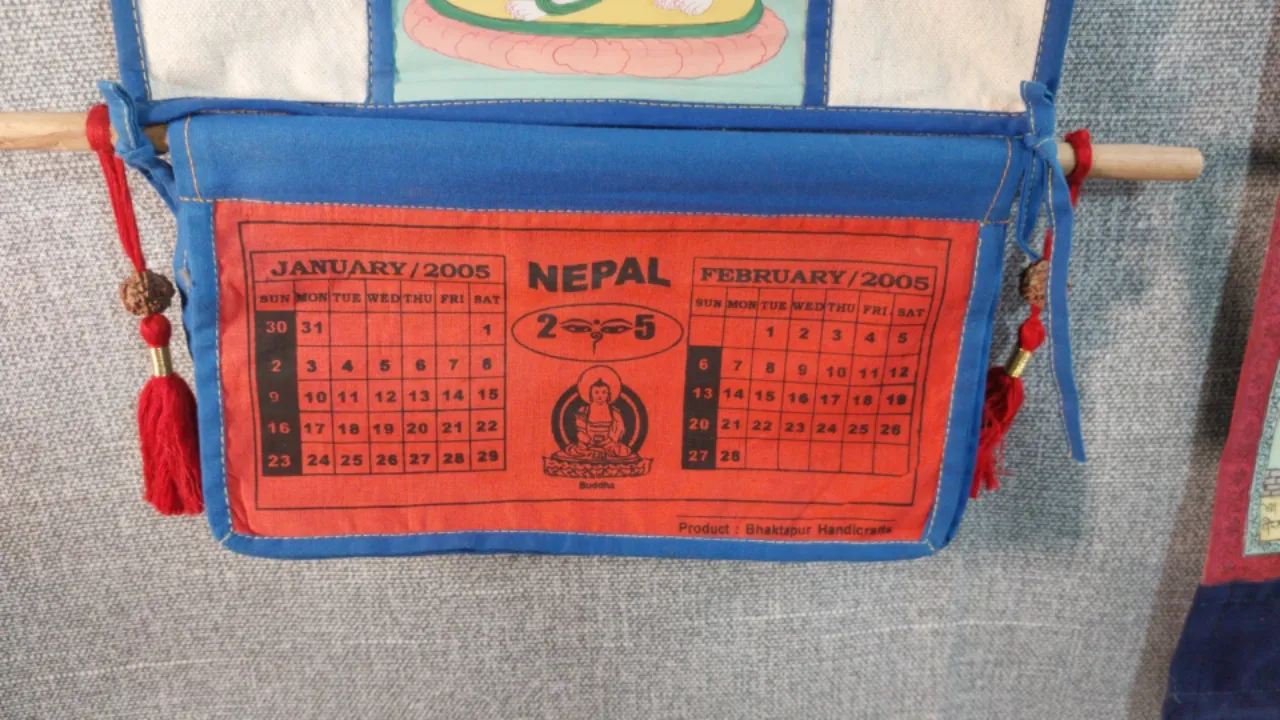 JANUARY/2005
SUN MON TUE WED THU FRI SAT
30 31 1
2 3 4 5 6 7 8
9 10 11 12 13 14 15
16 17 18 19 20 21 22
23 24 25 26 27 28 29
NEPAL
2 5
Buddha
FEBRUARY/2005
SUN MON TUE WED THU FRI SAT
1 2 3 4 5
6 7 8 9 10 11 12
13 14 15 16 17 18 19
20 21 22 23 24 25 26
27 28
Product : Bhaktapur Handicrafts